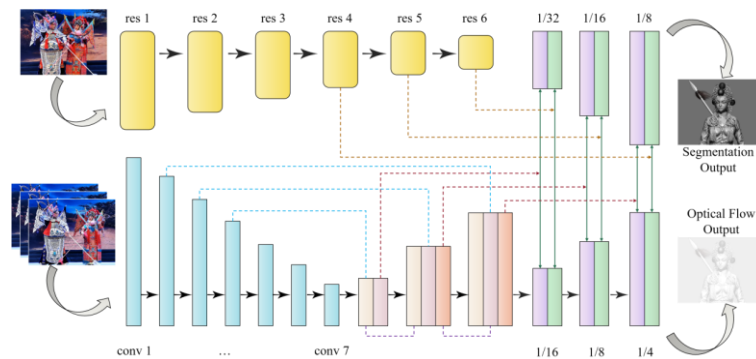 res 1 res 2 res 3 res 4 res 5 res 6 1/32 1/16 1/8
Segmentation
Output
Optical Flow
Output
conv 1 ... conv 7 1/16 1/8 1/4